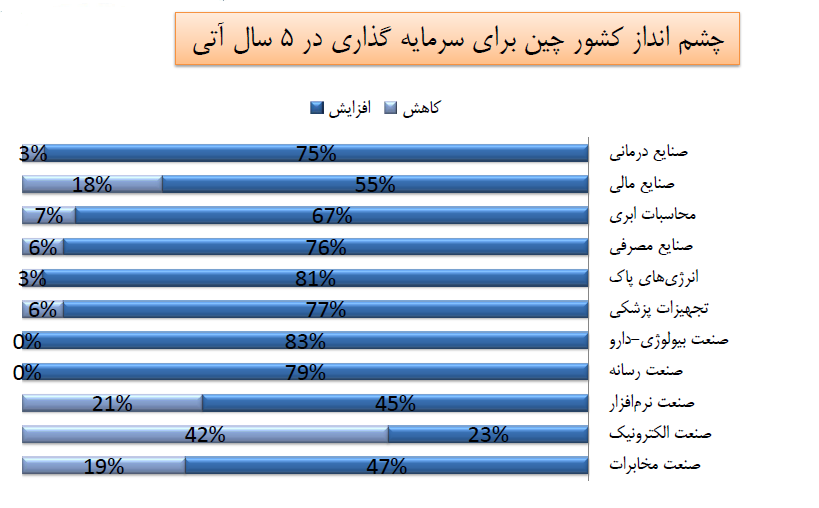 چشم انداز کشور چین برای سرمایه گذاری در ۵ سال آتی
افزایش کاهش
صنایع درمانی 75% 3%
صنایع مالی 55% 18%
محاسبات ابری 67% 7%
صنایع مصرفی 76% 6%
انرژی‌های پاک 81% 3%
تجهیزات پزشکی 77% 6%
صنعت بیولوژی-دارو 83% 0%
صنعت رسانه 79% 0%
صنعت نرم‌افزار 45% 21%
صنعت الکترونیک 23% 42%
صنعت مخابرات 47% 19%